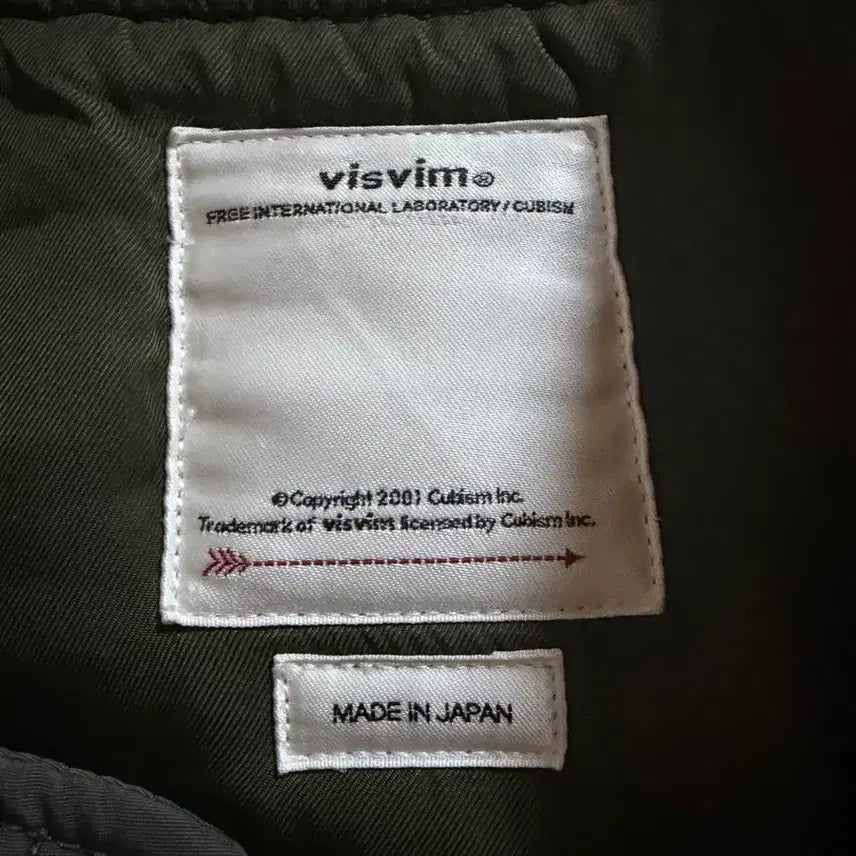 visvim®
FREE INTERNATIONAL LABORATORY / CUBISM
©Copyright 2001 Cubism Inc.
Trademark of visvim licensed by Cubism Inc.
MADE IN JAPAN